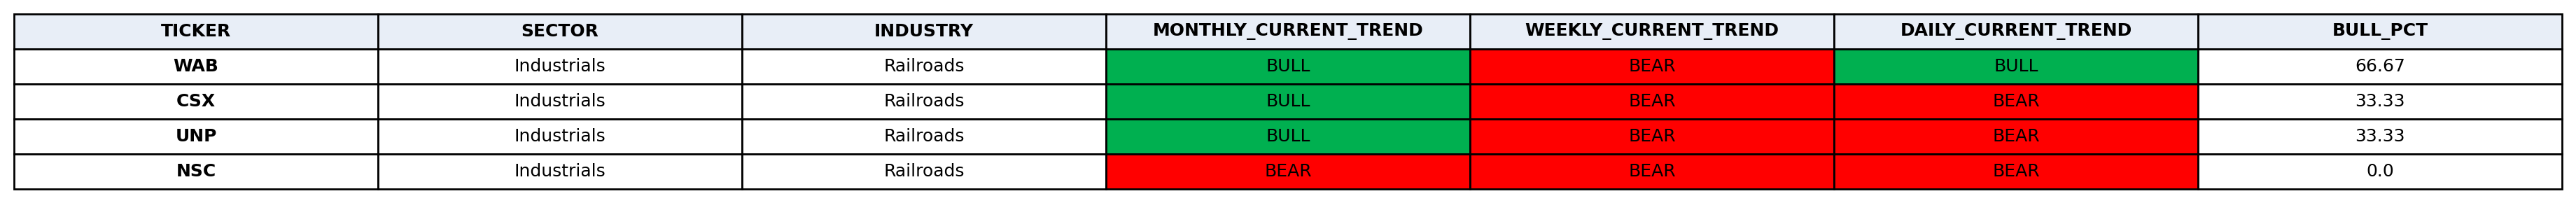 TICKER SECTOR INDUSTRY MONTHLY_CURRENT_TREND WEEKLY_CURRENT_TREND DAILY_CURRENT_TREND BULL_PCT
WAB Industrials Railroads BULL BEAR BULL 66.67
CSX Industrials Railroads BULL BEAR BEAR 33.33
UNP Industrials Railroads BULL BEAR BEAR 33.33
NSC Industrials Railroads BEAR BEAR BEAR 0.0